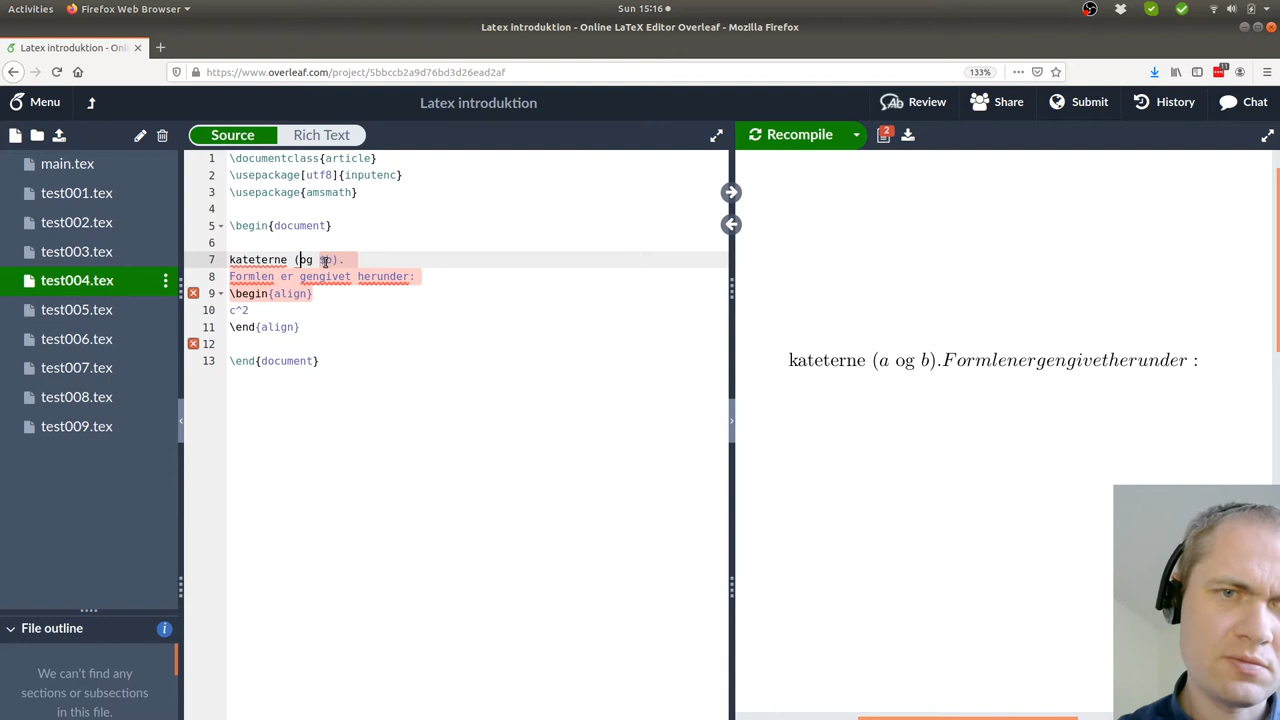 Activities Firefox Web Browser Sun 15:16
Latex introduktion - Online LaTeX Editor Overleaf - Mozilla Firefox
Latex introduktion - Onli
https://www.overleaf.com/project/5bbccb2a9d76bd3d26ead2af 133% 11
Menu Latex introduktion Review Share Submit History Chat
Source Rich Text Recompile 2
main.tex
test001.tex
test002.tex
test003.tex
test004.tex
test005.tex
test006.tex
test007.tex
test008.tex
test009.tex
File outline
We can't find any
sections or subsections
in this file.
1 \documentclass{article}
2 \usepackage[utf8]{inputenc}
3 \usepackage{amsmath}
4
5 \begin{document}
6
7 kateterne (og $b).
8 Formlen er gengivet herunder:
9 \begin{align}
10 c^2
11 \end{align}
12
13 \end{document}
kateterne (a og b).Formlenergengivetherunder :